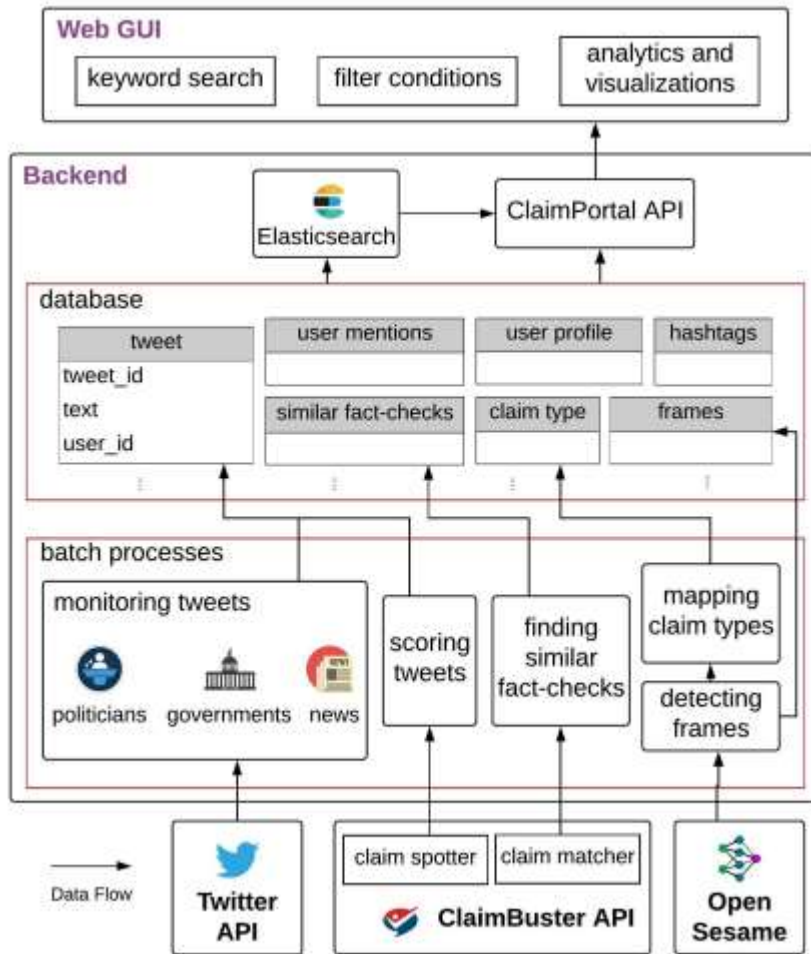 Web GUI
keyword search
filter conditions
analytics and
visualizations
Backend
Elasticsearch
ClaimPortal API
database
tweet
tweet_id
text
user_id
user mentions
user profile
hashtags
similar fact-checks
claim type
frames
batch processes
monitoring tweets
politicians
governments
NEWS
news
scoring
tweets
finding
similar
fact-checks
mapping
claim types
detecting
frames
Data Flow
Twitter
API
claim spotter
claim matcher
ClaimBuster API
Open
Sesame